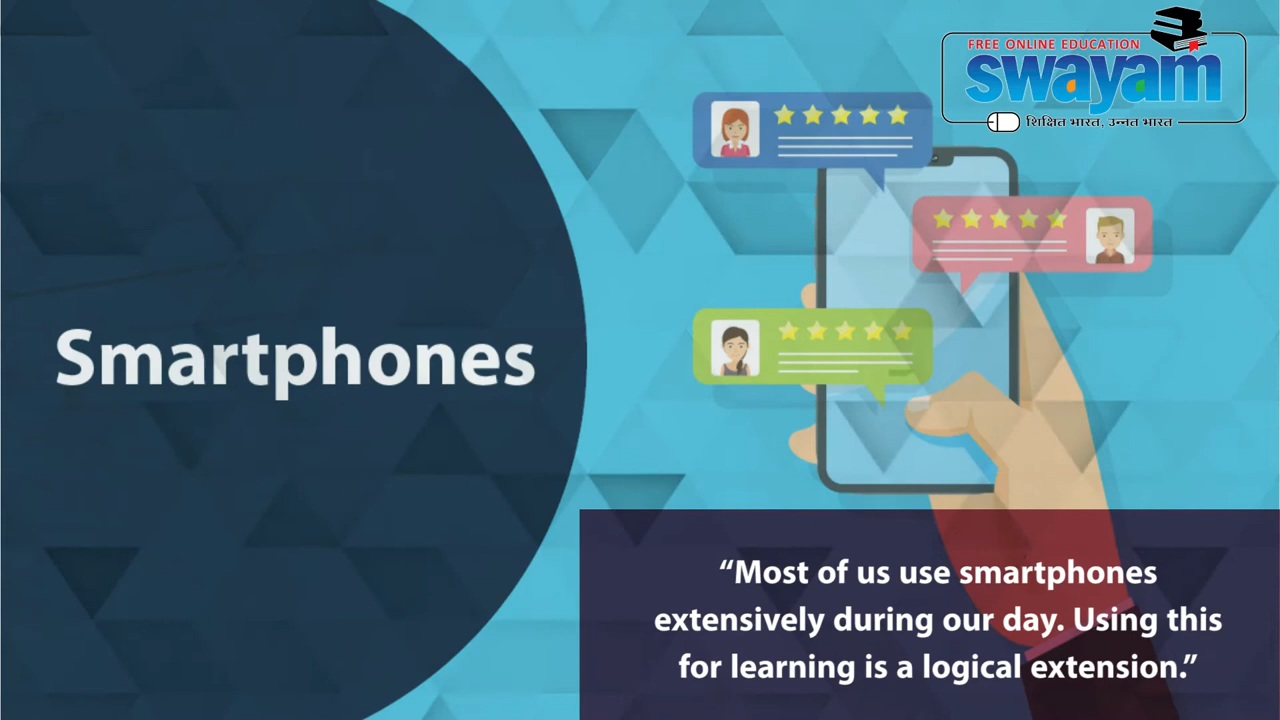 FREE ONLINE EDUCATION
swayam
शिक्षित भारत, उन्नत भारत
Smartphones
“Most of us use smartphones
extensively during our day. Using this
for learning is a logical extension.”